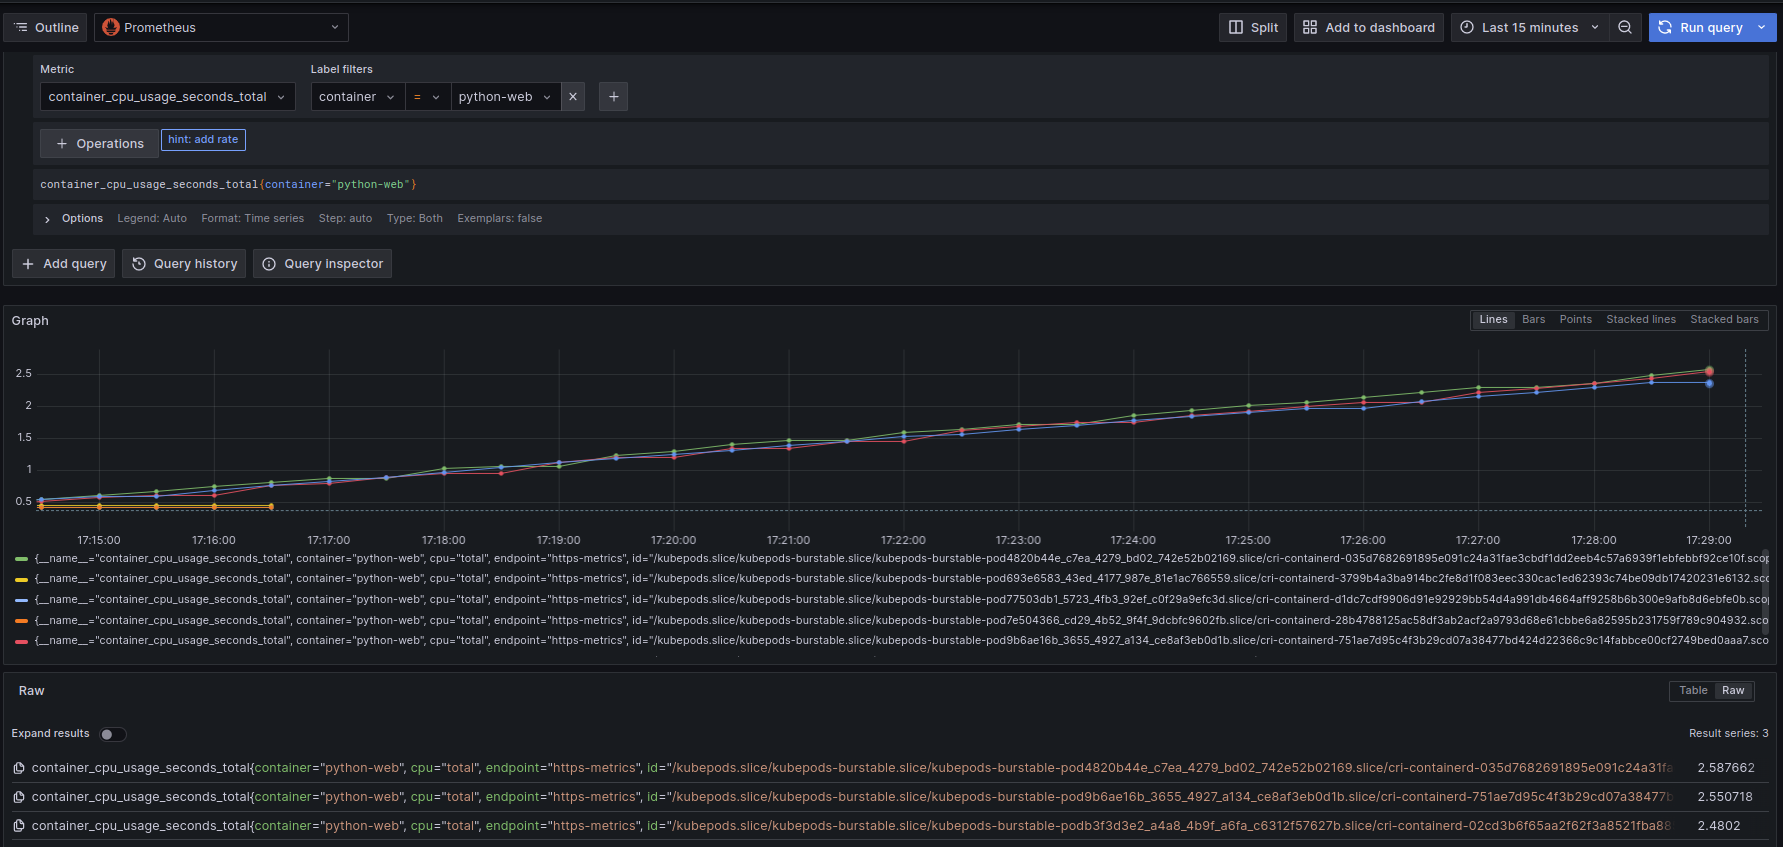 Outline Prometheus Split Add to dashboard Last 15 minutes Run query
Metric Label filters
container_cpu_usage_seconds_total container = python-web × +
+ Operations hint: add rate
container_cpu_usage_seconds_total{container="python-web"}
Options Legend: Auto Format: Time series Step: auto Type: Both Exemplars: false
+ Add query Query history Query inspector
Graph Lines Bars Points Stacked lines Stacked bars
2.5
2
1.5
1
0.5
17:15:00 17:16:00 17:17:00 17:18:00 17:19:00 17:20:00 17:21:00 17:22:00 17:23:00 17:24:00 17:25:00 17:26:00 17:27:00 17:28:00 17:29:00
{__name__="container_cpu_usage_seconds_total", container="python-web", cpu="total", endpoint="https-metrics", id="/kubepods.slice/kubepods-burstable.slice/kubepods-burstable-pod4820b44e_c7ea_4279_bd02_742e52b02169.slice/cri-containerd-035d7682691895e091c24a31fae3cbdf1dd2eeb4c57a6939f1ebfebbf92ce10f.scop
{__name__="container_cpu_usage_seconds_total", container="python-web", cpu="total", endpoint="https-metrics", id="/kubepods.slice/kubepods-burstable.slice/kubepods-burstable-pod693e6583_43ed_4177_987e_81e1ac766559.slice/cri-containerd-3799b4a3ba914bc2fe8d1f083eec330cac1ed62393c74be09db17420231e6132.sco
{__name__="container_cpu_usage_seconds_total", container="python-web", cpu="total", endpoint="https-metrics", id="/kubepods.slice/kubepods-burstable.slice/kubepods-burstable-pod77503db1_5723_4fb3_92ef_c0f29a9efc3d.slice/cri-containerd-d1dc7cdf9906d91e92929bb54d4a991db4664aff9258b6b300e9afb8d6ebfe0b.scop
{__name__="container_cpu_usage_seconds_total", container="python-web", cpu="total", endpoint="https-metrics", id="/kubepods.slice/kubepods-burstable.slice/kubepods-burstable-pod7e504366_cd29_4b52_9f4f_9dcbfc9602fb.slice/cri-containerd-28b4788125ac58df3ab2acf2a9793d68e61cbbe6a82595b231759f789c904932.sco
{__name__="container_cpu_usage_seconds_total", container="python-web", cpu="total", endpoint="https-metrics", id="/kubepods.slice/kubepods-burstable.slice/kubepods-burstable-pod9b6ae16b_3655_4927_a134_ce8af3eb0d1b.slice/cri-containerd-751ae7d95c4f3b29cd07a38477bd424d22366c9c14fabbce00cf2749bed0aaa7.sco
Raw Table Raw
Expand results Result series: 3
container_cpu_usage_seconds_total{container="python-web", cpu="total", endpoint="https-metrics", id="/kubepods.slice/kubepods-burstable.slice/kubepods-burstable-pod4820b44e_c7ea_4279_bd02_742e52b02169.slice/cri-containerd-035d7682691895e091c24a31fa 2.587662
container_cpu_usage_seconds_total{container="python-web", cpu="total", endpoint="https-metrics", id="/kubepods.slice/kubepods-burstable.slice/kubepods-burstable-pod9b6ae16b_3655_4927_a134_ce8af3eb0d1b.slice/cri-containerd-751ae7d95c4f3b29cd07a38477b 2.550718
container_cpu_usage_seconds_total{container="python-web", cpu="total", endpoint="https-metrics", id="/kubepods.slice/kubepods-burstable.slice/kubepods-burstable-podb3f3d3e2_a4a8_4b9f_a6fa_c6312f57627b.slice/cri-containerd-02cd3b6f65aa2f62f3a8521fba88 2.4802